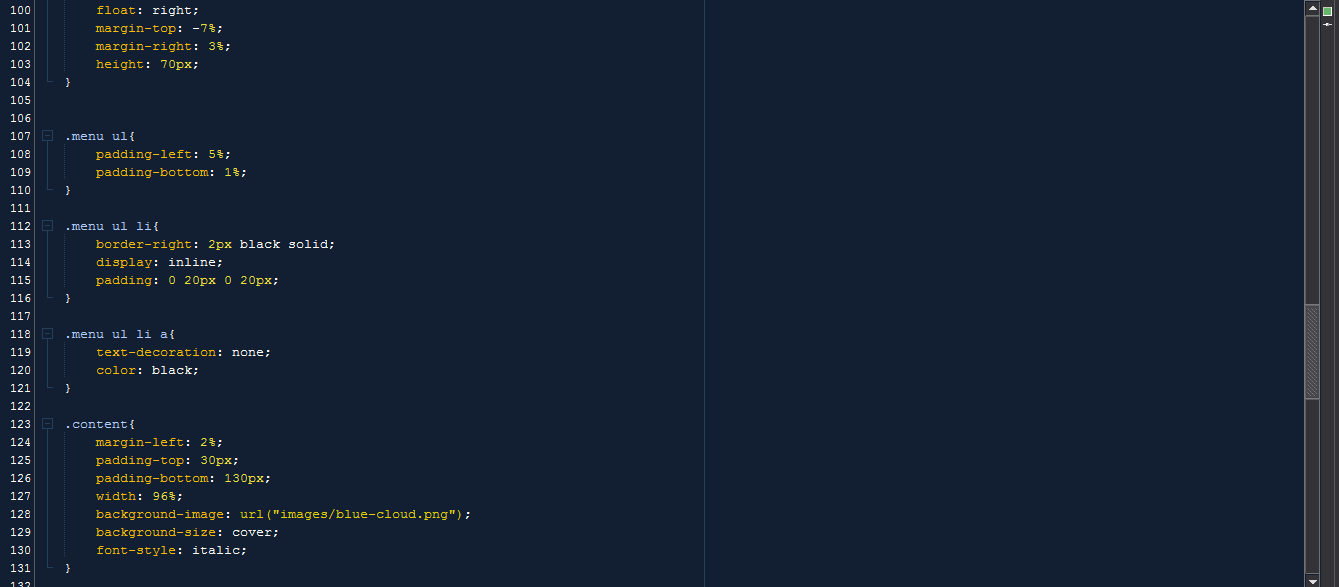 100 float: right;
101 margin-top: -7%;
102 margin-right: 3%;
103 height: 70px;
104 }
105
106
107 .menu ul{
108 padding-left: 5%;
109 padding-bottom: 1%;
110 }
111
112 .menu ul li{
113 border-right: 2px black solid;
114 display: inline;
115 padding: 0 20px 0 20px;
116 }
117
118 .menu ul li a{
119 text-decoration: none;
120 color: black;
121 }
122
123 .content{
124 margin-left: 2%;
125 padding-top: 30px;
126 padding-bottom: 130px;
127 width: 96%;
128 background-image: url("images/blue-cloud.png");
129 background-size: cover;
130 font-style: italic;
131 }
132